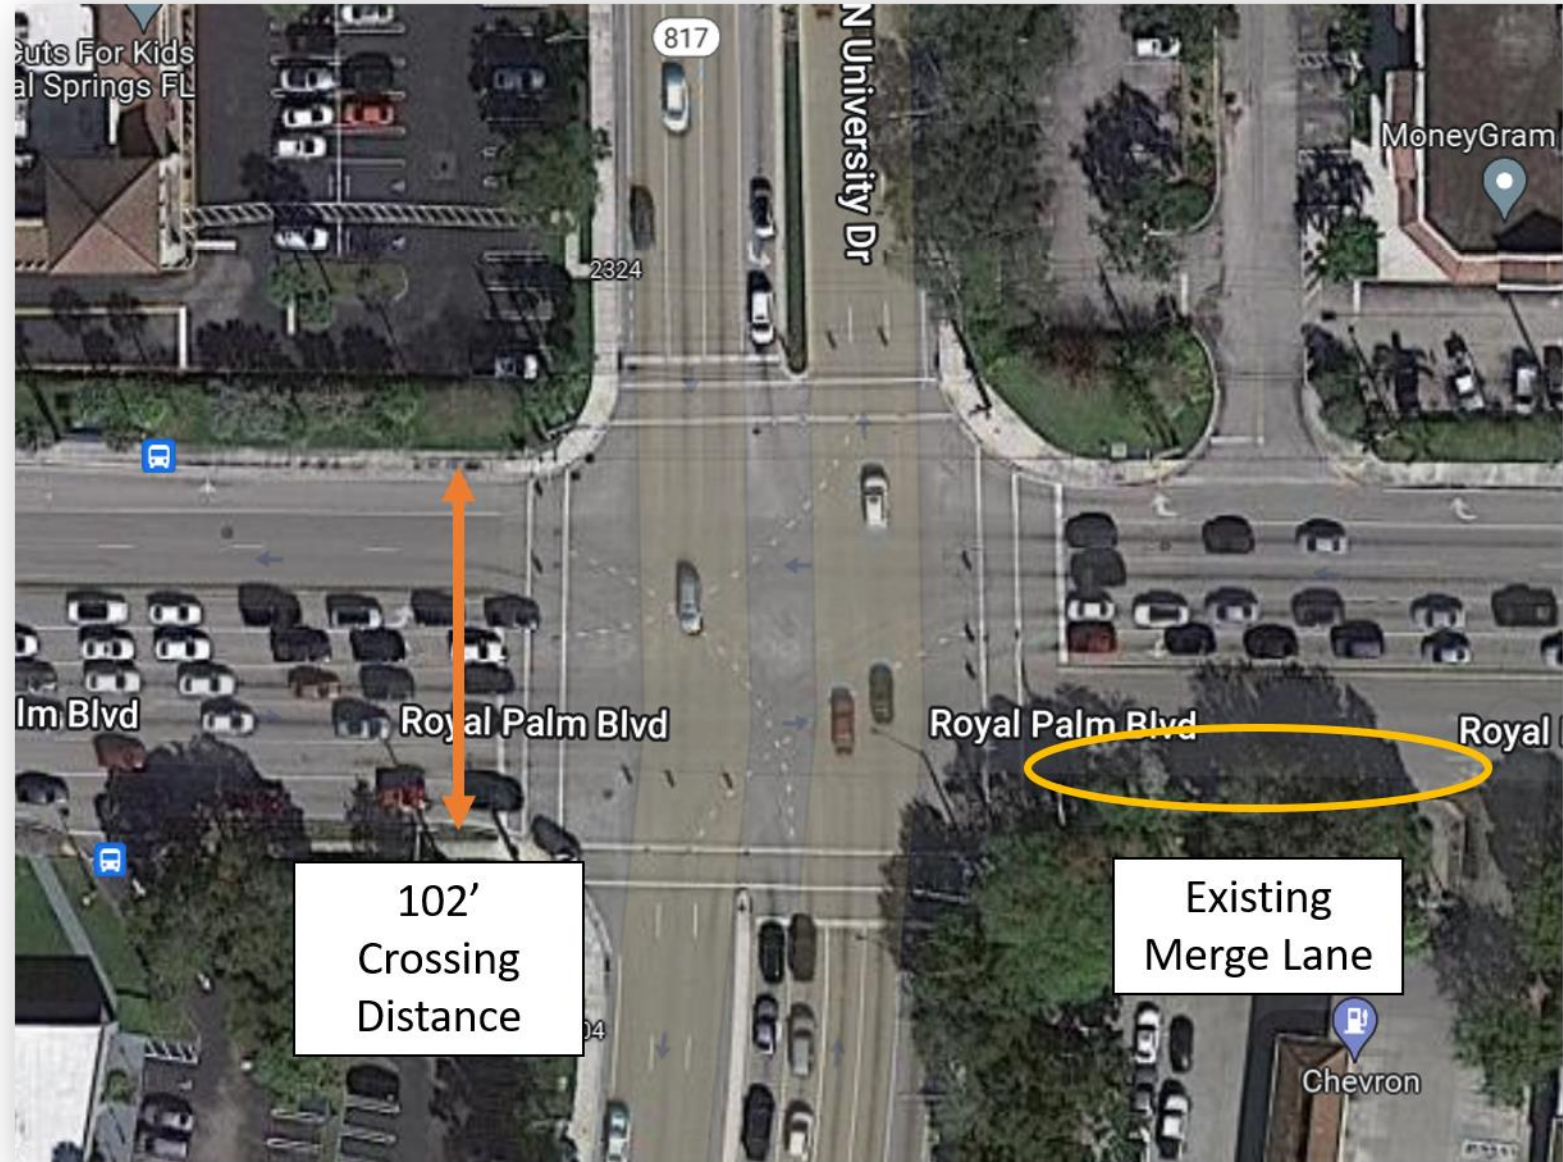 Cuts For Kids
al Springs FL
817
N University Dr
MoneyGram
2324
lm Blvd
Royal Palm Blvd
Royal Palm Blvd
Royal
102’
Crossing
Distance
Existing
Merge Lane
04
Chevron